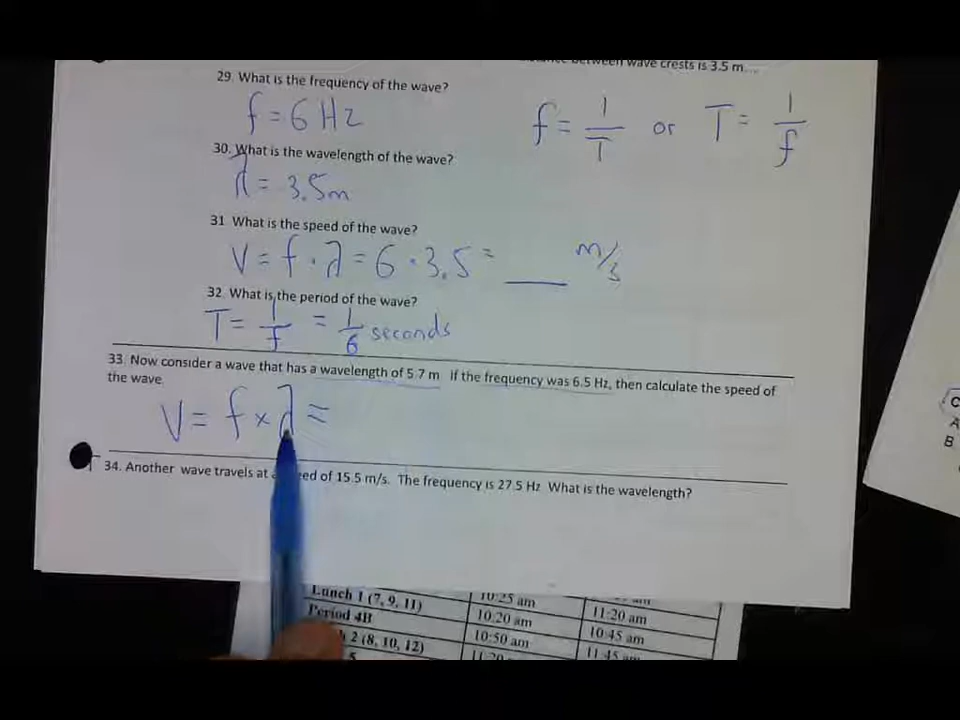 between wave crests is 3.5 m....
29. What is the frequency of the wave?
f = 6 Hz
f = 1/T or T = 1/f
30. What is the wavelength of the wave?
λ = 3.5m
31 What is the speed of the wave?
V = f · λ = 6 · 3.5 = ____ m/s
32. What is the period of the wave?
T = 1/f = 1/6 seconds
33. Now consider a wave that has a wavelength of 5.7 m If the frequency was 6.5 Hz, then calculate the speed of
the wave.
V = f × λ =
34. Another wave travels at a speed of 15.5 m/s. The frequency is 27.5 Hz What is the wavelength?
Lunch 1 (7, 9, 11) 10:25 am
Period 4B 10:20 am 11:20 am
2 (8, 10, 12) 10:50 am 10:45 am
5 11:20 11:45 am
C
A
B